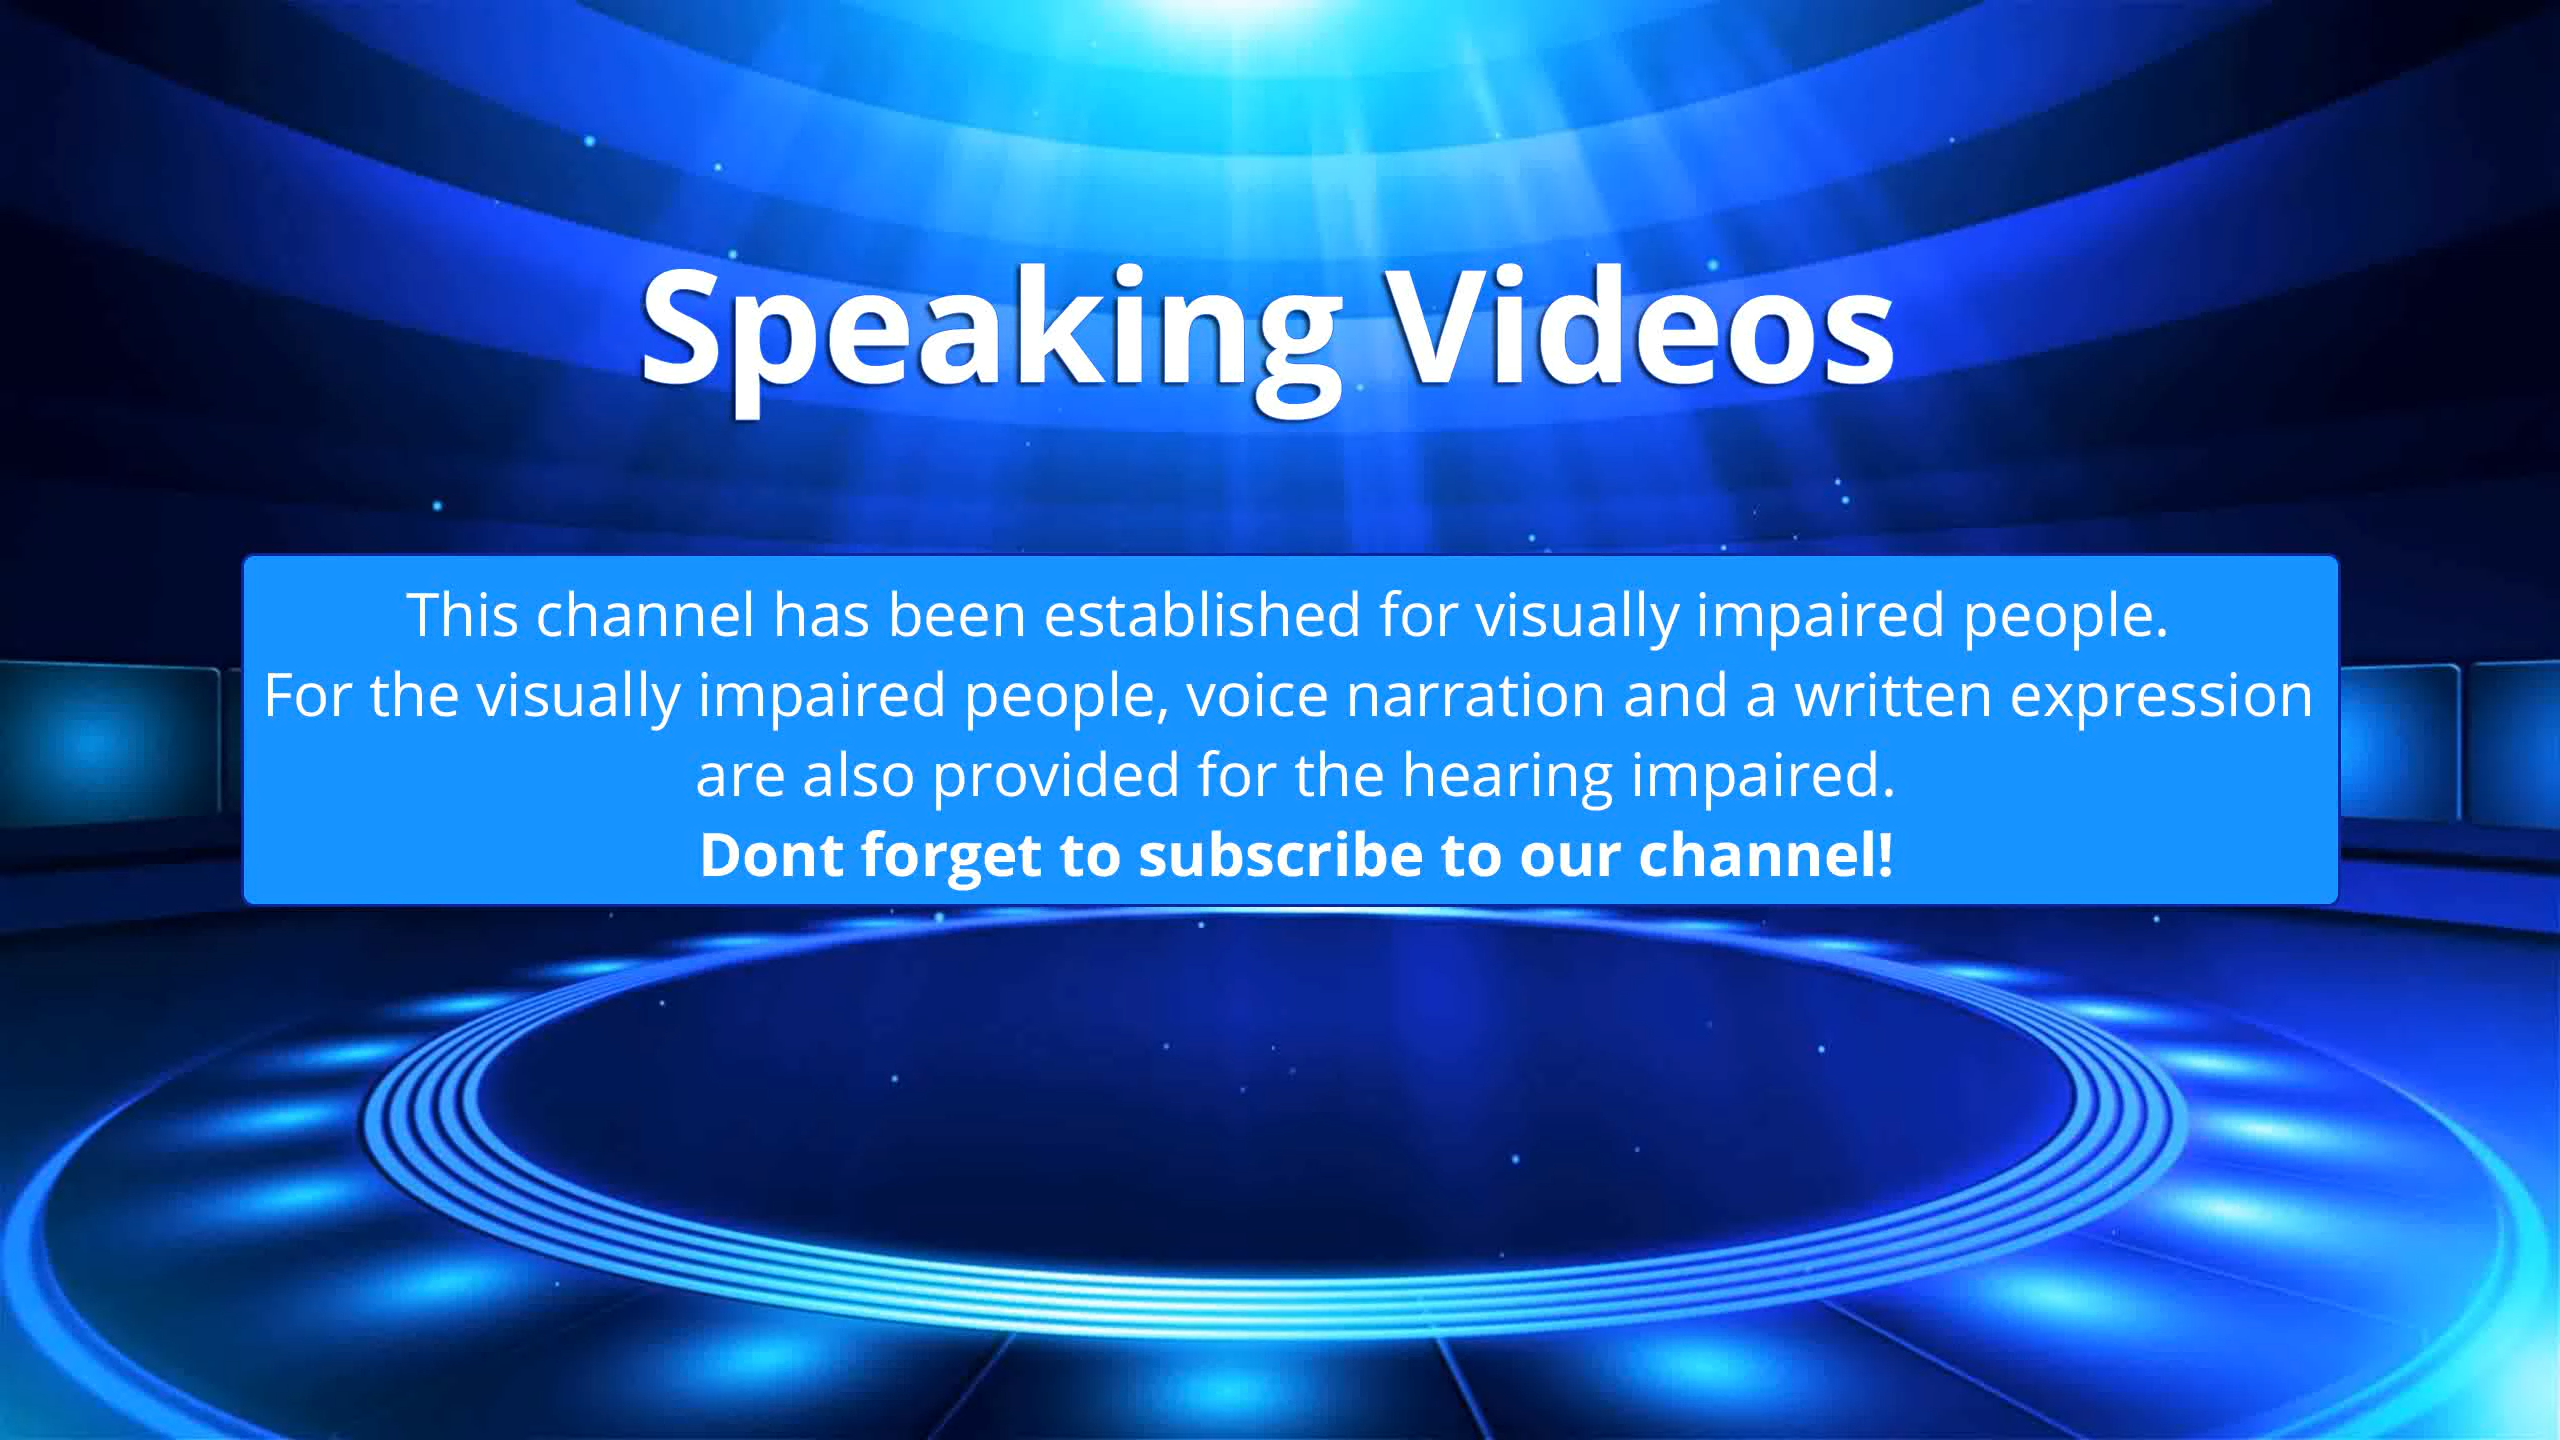 Speaking Videos
This channel has been established for visually impaired people.
For the visually impaired people, voice narration and a written expression
are also provided for the hearing impaired.
Dont forget to subscribe to our channel!